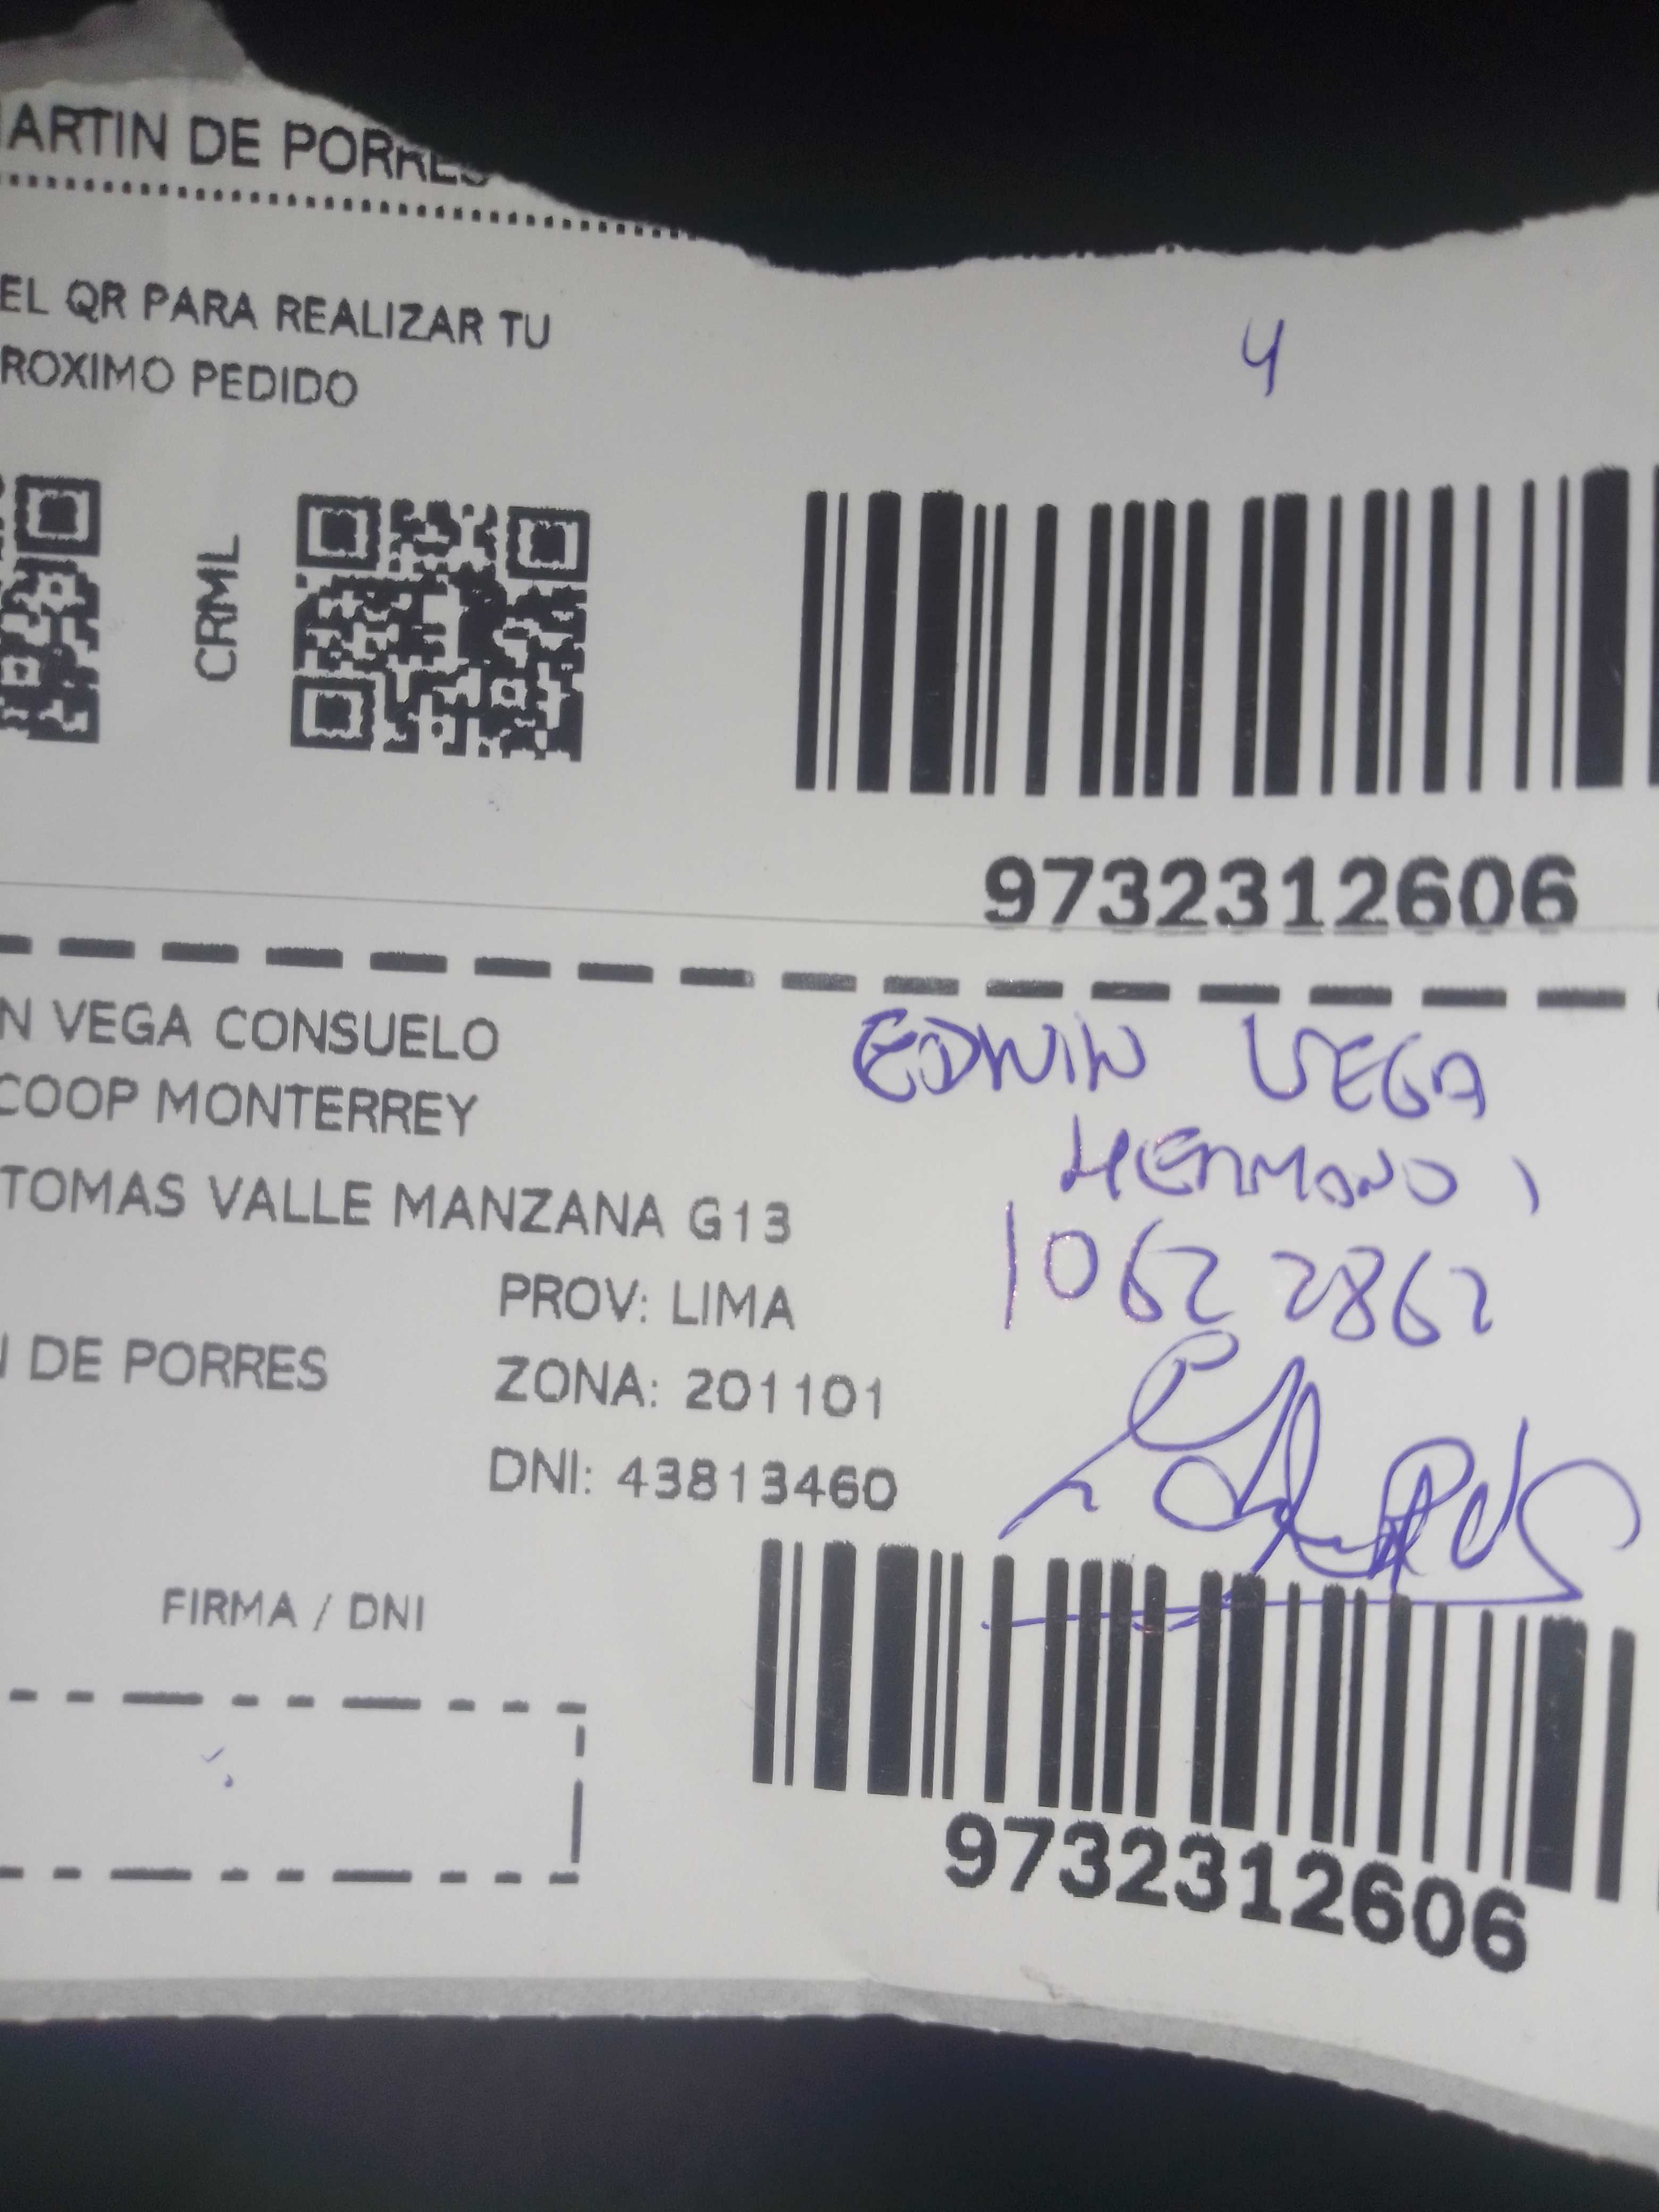 ARTIN DE PORRES
EL QR PARA REALIZAR TU
ROXIMO PEDIDO
4
CRML
9732312606
N VEGA CONSUELO
COOP MONTERREY
TOMAS VALLE MANZANA G13
PROV: LIMA
DE PORRES
ZONA: 201101
DNI: 43813460
EDWIN VEGA
HERMANO
10622862
FIRMA / DNI
9732312606